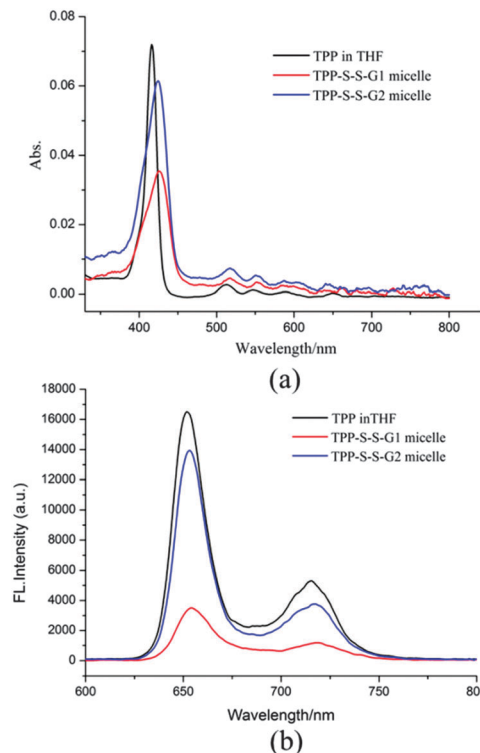 0.08
0.06
0.04
0.02
0.00
Abs.
TPP in THF
TPP-S-S-G1 micelle
TPP-S-S-G2 micelle
400 500 600 700 800
Wavelength/nm
(a)
18000
16000
14000
12000
10000
8000
6000
4000
2000
0
FL.Intensity (a.u.)
TPP inTHF
TPP-S-S-G1 micelle
TPP-S-S-G2 micelle
600 650 700 750 80
Wavelength/nm
(b)